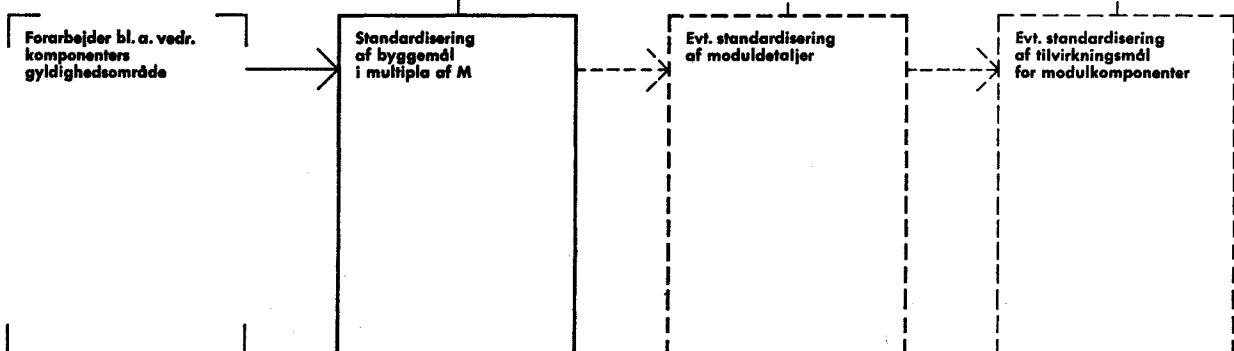 Forarbejder bl. a. vedr.
komponenters
gyldighedsområde
Standardisering
af byggemål
i multipla af M
Evt. standardisering
af moduldetaljer
Evt. standardisering
af tilvirkningsmål
for modulkomponenter